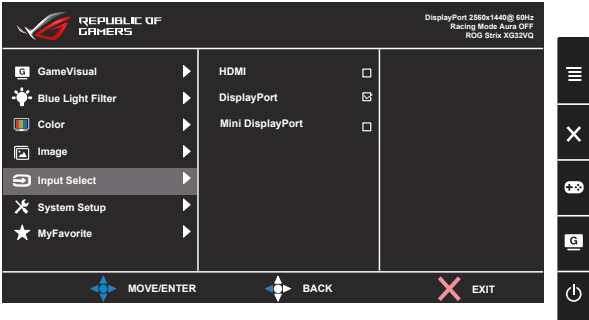 REPUBLIC OF
GAMERS
DisplayPort 2560x1440@ 60Hz
Racing Mode Aura OFF
ROG Strix XG32VQ
G GameVisual
Blue Light Filter
Color
Image
Input Select
System Setup
MyFavorite
HDMI
DisplayPort
Mini DisplayPort
MOVE/ENTER
BACK
EXIT
G